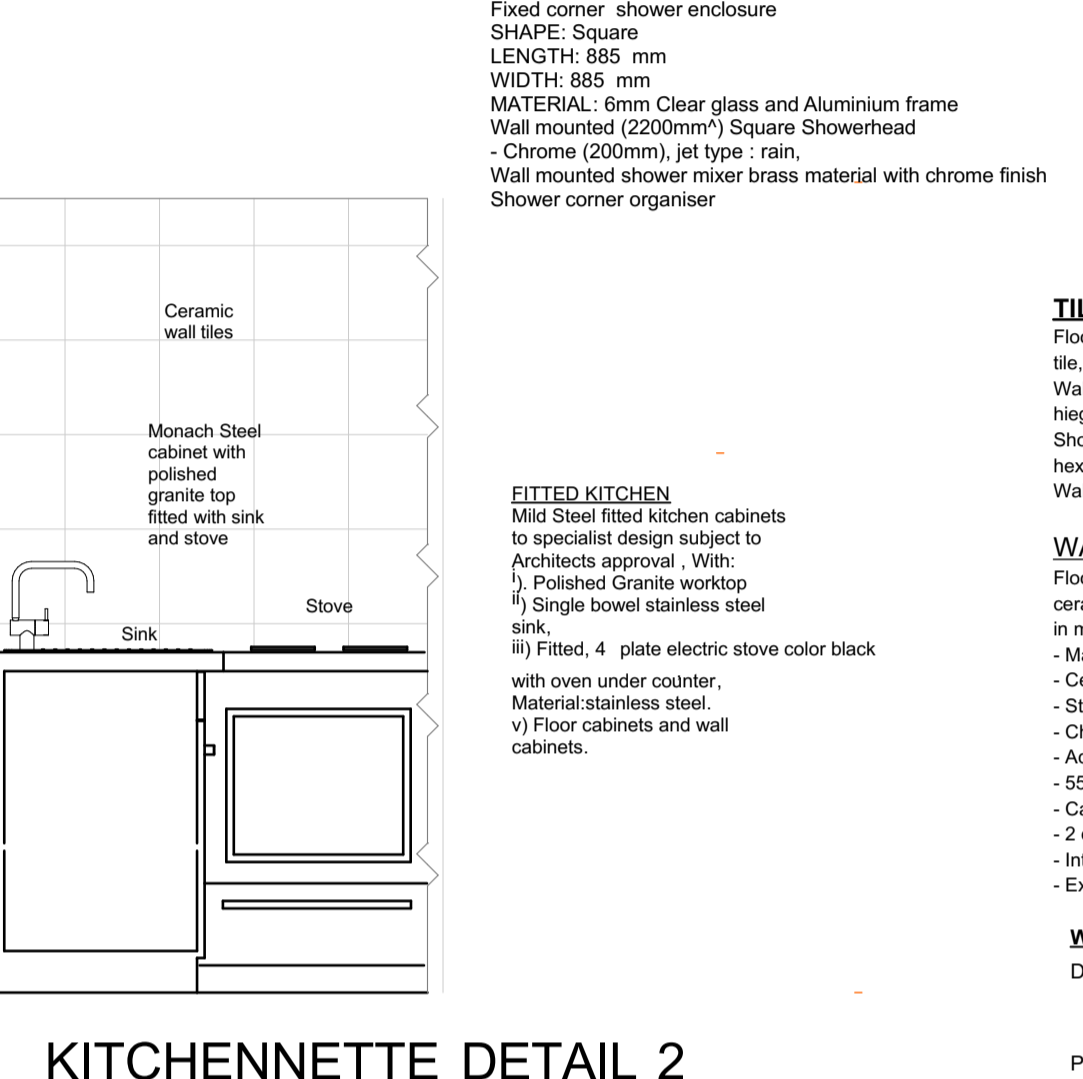 Fixed corner shower enclosure
SHAPE: Square
LENGTH: 885 mm
WIDTH: 885 mm
MATERIAL: 6mm Clear glass and Aluminium frame
Wall mounted (2200mm^) Square Showerhead
- Chrome (200mm), jet type : rain,
Wall mounted shower mixer brass material with chrome finish
Shower corner organiser
Ceramic
wall tiles
Monach Steel
cabinet with
polished
granite top
fitted with sink
and stove
Stove
Sink
FITTED KITCHEN
Mild Steel fitted kitchen cabinets
to specialist design subject to
Architects approval , With:
i). Polished Granite worktop
ii) Single bowel stainless steel
sink,
iii) Fitted, 4 plate electric stove color black
with oven under counter,
Material:stainless steel.
v) Floor cabinets and wall
cabinets.
tile,
in m
- 55
- 2
KITCHENNETTE DETAIL 2